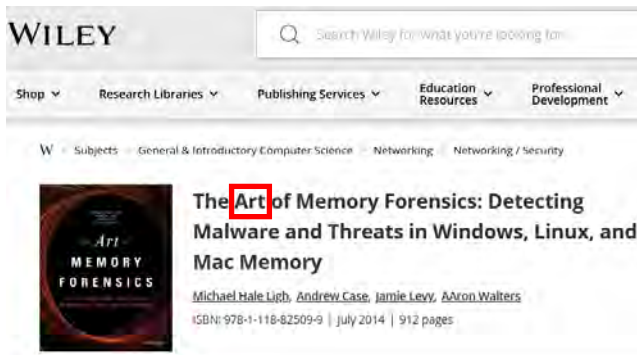 WILEY
Search Wiley for what you're looking for...
Shop Research Libraries Publishing Services Education Resources Professional Development
W Subjects General & Introductory Computer Science Networking Networking / Security
The Art of Memory Forensics: Detecting
Malware and Threats in Windows, Linux, and
Mac Memory
Art
MEMORY
FORENSICS
Michael Hale Ligh, Andrew Case, Jamie Levy, AAron Walters
ISBN: 978-1-118-82509-9 | July 2014 | 912 pages